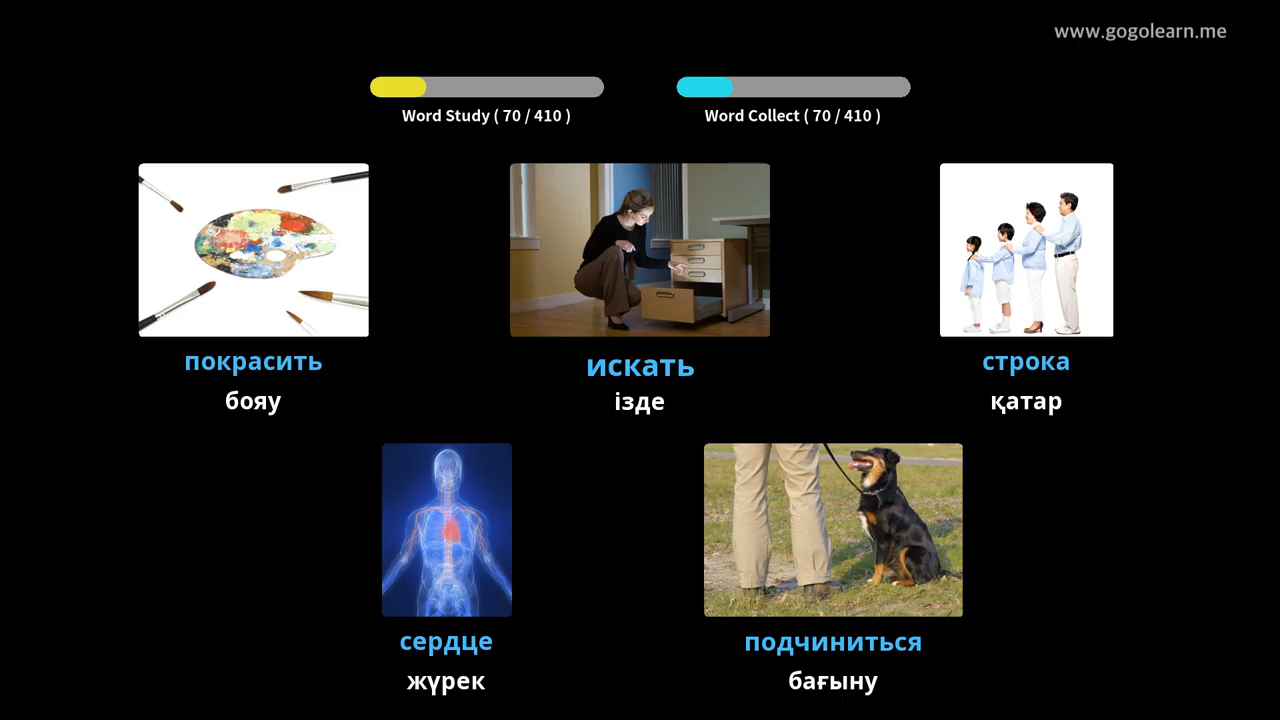 www.gogolearn.me
Word Study ( 70 / 410 )
Word Collect ( 70 / 410 )
покрасить
бояу
искать
ізде
строка
қатар
сердце
жүрек
подчиниться
бағыну